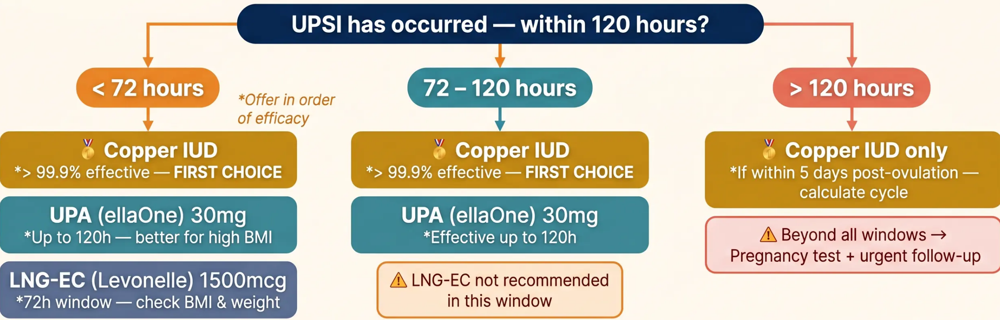 UPSI has occurred — within 120 hours?
< 72 hours
*Offer in order
of efficacy
Copper IUD
*> 99.9% effective — FIRST CHOICE
UPA (ellaOne) 30mg
*Up to 120h — better for high BMI
LNG-EC (Levonelle) 1500mcg
*72h window — check BMI & weight
72 – 120 hours
Copper IUD
*> 99.9% effective — FIRST CHOICE
UPA (ellaOne) 30mg
*Effective up to 120h
⚠ LNG-EC not recommended
in this window
> 120 hours
Copper IUD only
*If within 5 days post-ovulation —
calculate cycle
⚠ Beyond all windows →
Pregnancy test + urgent follow-up